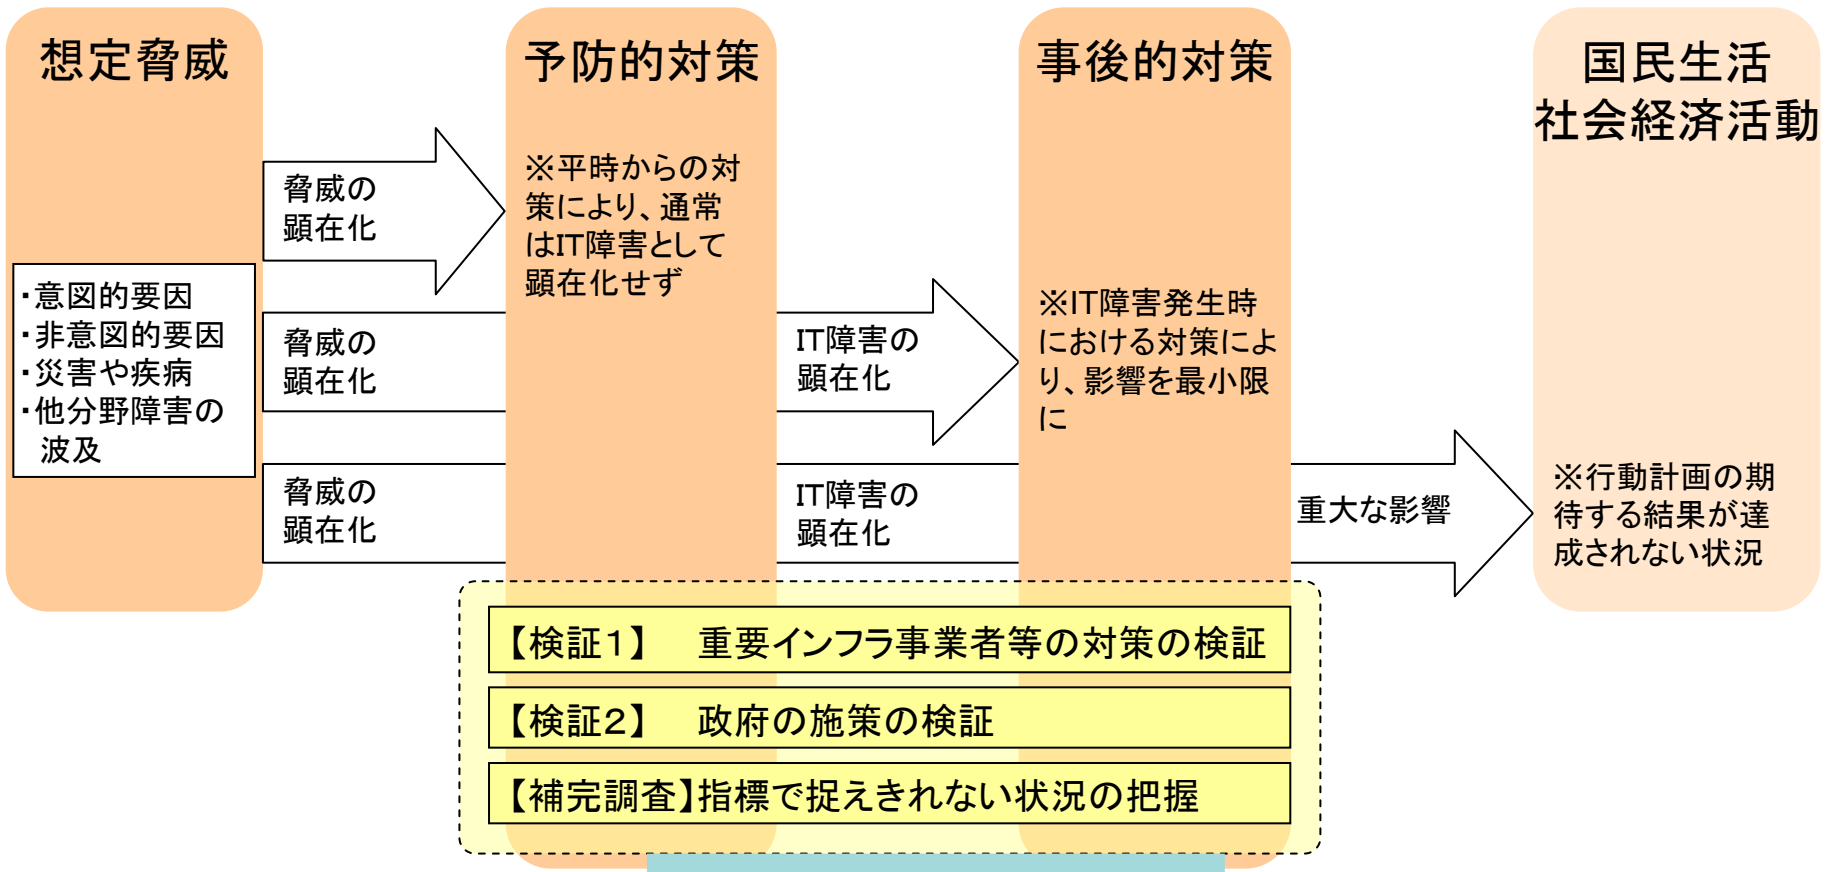 想定脅威
・意図的要因
・非意図的要因
・災害や疾病
・他分野障害の
波及
脅威の
顕在化
脅威の
顕在化
脅威の
顕在化
予防的対策
※平時からの対
策により、通常
はIT障害として
顕在化せず
IT障害の
顕在化
IT障害の
顕在化
事後的対策
※IT障害発生時
における対策によ
り、影響を最小限
に
重大な影響
国民生活
社会経済活動
※行動計画の期
待する結果が達
成されない状況
【検証１】　重要インフラ事業者等の対策の検証
【検証２】　政府の施策の検証
【補完調査】指標で捉えきれない状況の把握